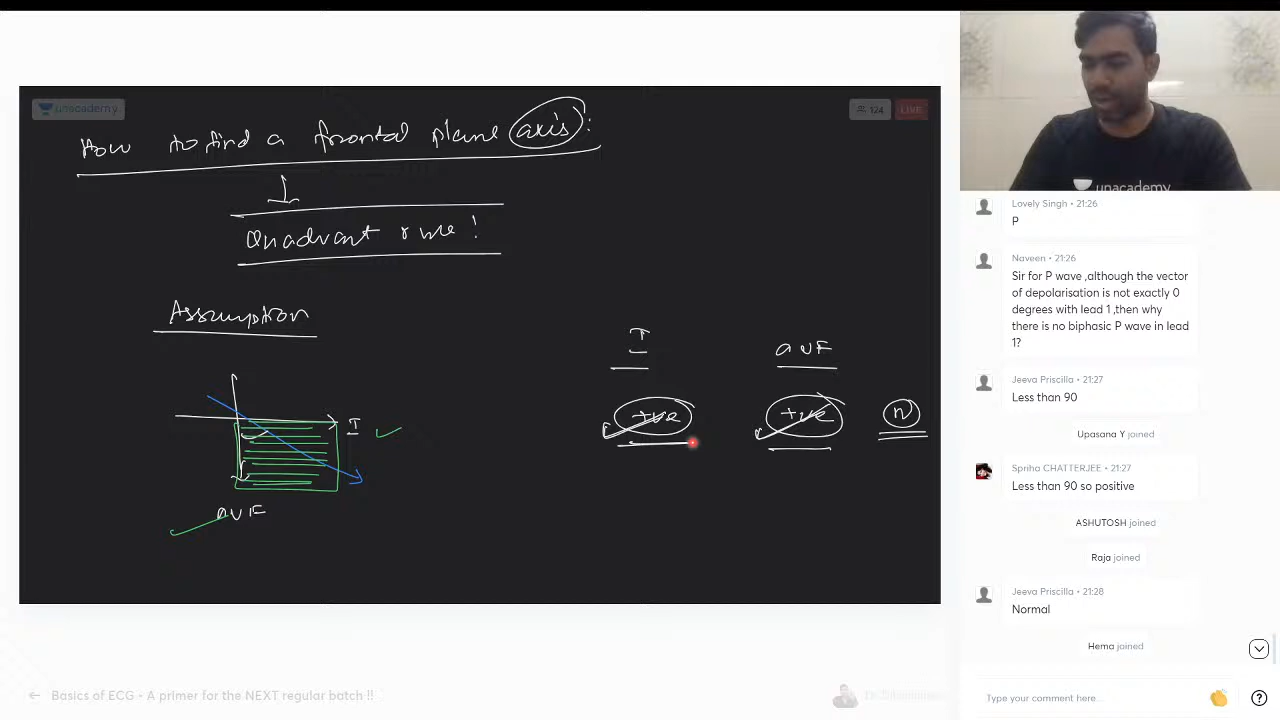 unacademy
124
LIVE
How to find a frontal plane axis:
Quadrant rule!
Assumption
I
aVF
+ve
+ve
n
I
aVF
unacademy
Lovely Singh • 21:26
P
Naveen • 21:26
Sir for P wave ,although the vector
of depolarisation is not exactly 0
degrees with lead 1 ,then why
there is no biphasic P wave in lead
1?
Jeeva Priscilla • 21:27
Less than 90
Upasana Y joined
Spriha CHATTERJEE • 21:27
Less than 90 so positive
ASHUTOSH joined
Raja joined
Jeeva Priscilla • 21:28
Normal
Hema joined
Type your comment here...
Basics of ECG • A primer for the NEXT regular batch !!